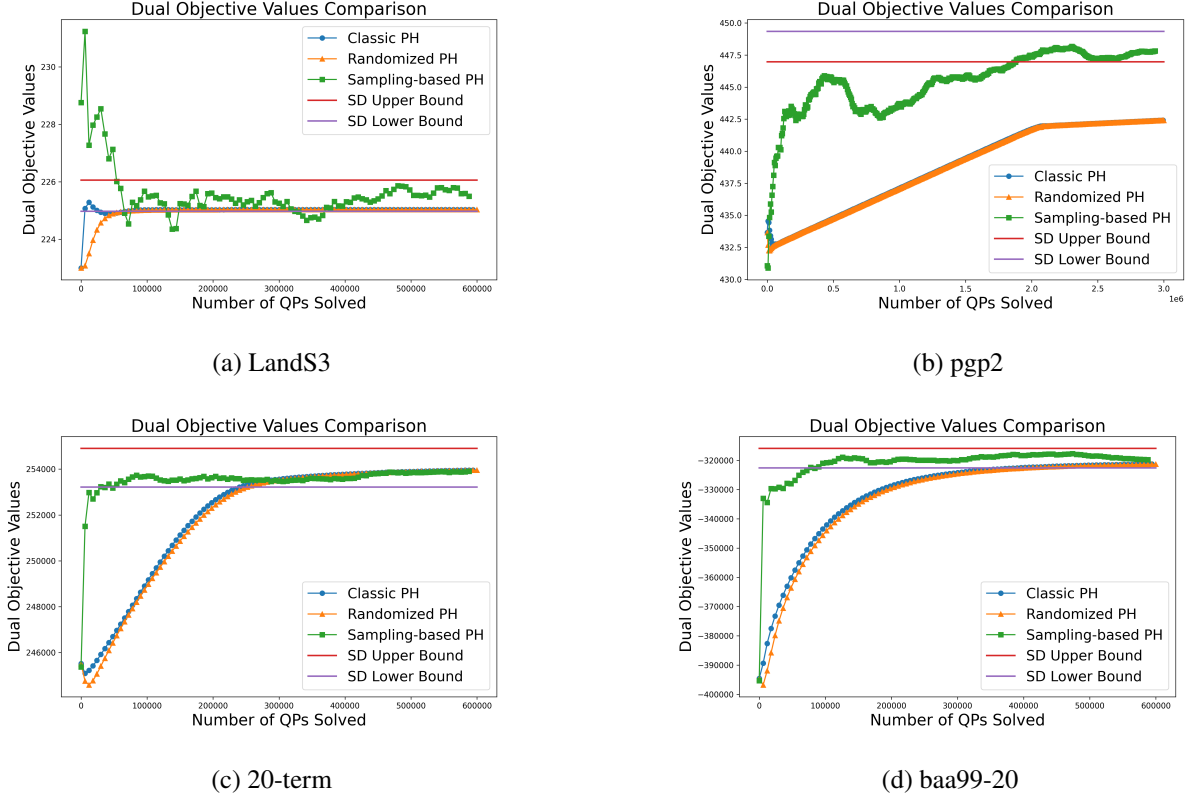 Dual Objective Values Comparison
Dual Objective Values
230
228
226
224
Classic PH
Randomized PH
Sampling-based PH
SD Upper Bound
SD Lower Bound
0 100000 200000 300000 400000 500000 600000
Number of QPs Solved
(a) LandS3
Dual Objective Values Comparison
Dual Objective Values
450.0
447.5
445.0
442.5
440.0
437.5
435.0
432.5
430.0
Classic PH
Randomized PH
Sampling-based PH
SD Upper Bound
SD Lower Bound
0.0 0.5 1.0 1.5 2.0 2.5 3.0
1e6
Number of QPs Solved
(b) pgp2
Dual Objective Values Comparison
Dual Objective Values
254000
252000
250000
248000
246000
Classic PH
Randomized PH
Sampling-based PH
SD Upper Bound
SD Lower Bound
0 100000 200000 300000 400000 500000 600000
Number of QPs Solved
(c) 20-term
Dual Objective Values Comparison
Dual Objective Values
−320000
−330000
−340000
−350000
−360000
−370000
−380000
−390000
−400000
Classic PH
Randomized PH
Sampling-based PH
SD Upper Bound
SD Lower Bound
0 100000 200000 300000 400000 500000 600000
Number of QPs Solved
(d) baa99-20